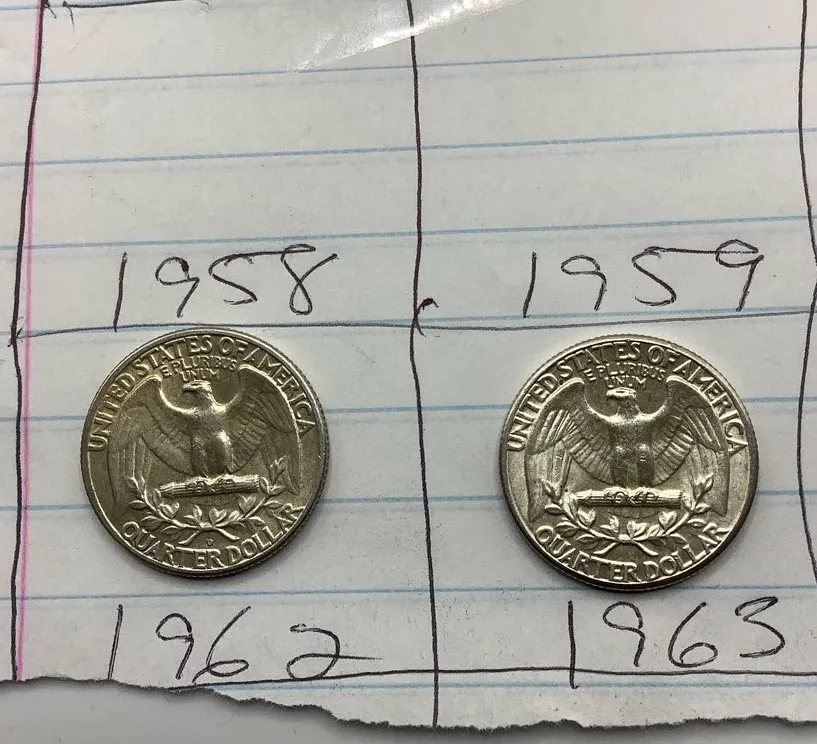 1958 1959
UNITED STATES OF AMERICA
E PLURIBUS
UNUM
D
QUARTER DOLLAR
UNITED STATES OF AMERICA
E PLURIBUS
UNUM
QUARTER DOLLAR
1962 1963